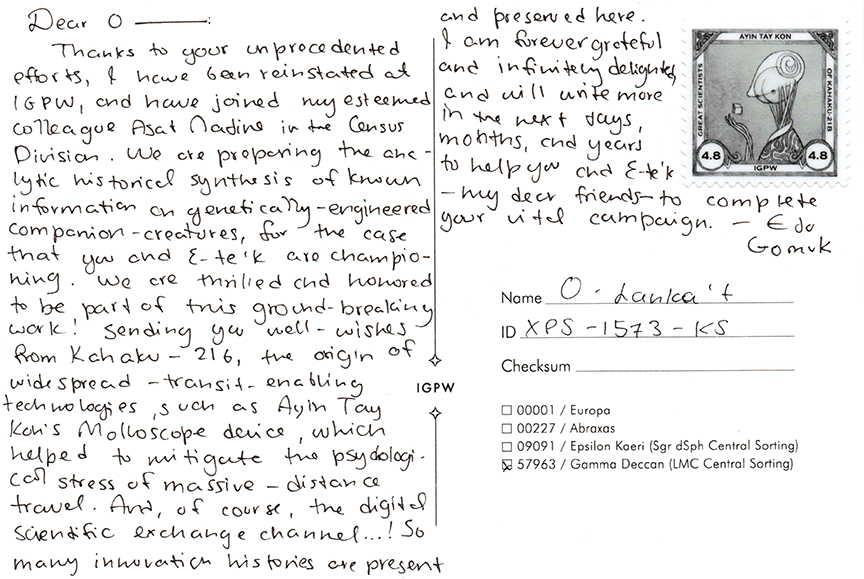 Dear O ———:
Thanks to your unprocedented
efforts, I have been reinstated at
IGPW, and have joined my esteemed
colleague Asat Nadine in the Census
Division. We are preparing the ana-
lytic historical synthesis of known
information on genetically-engineered
companion-creatures, for the case
that you and E-te'k are champio-
ning. We are thrilled and honored
to be part of this ground-breaking
work! Sending you well-wishes
from Kahaku-216, the origin of
widespread-transit-enabling
technologies, such as Ayin Tay
Kon's Molloscope device, which
helped to mitigate the psychologi-
cal stress of massive-distance
travel. And, of course, the digital
scientific exchange channel...! So
many innovation histories are present
and preserved here.
I am forever grateful
and infinitely delighted,
and will write more
in the next days,
months, and years
to help you and E-te'k
-my dear friends- to complete
your vital campaign. — Eda
Gomuk
AYIN TAY KON
GREAT SCIENTISTS
OF KAHAKU-21B
4.8
4.8
IGPW
IGPW
Name O-Lanka't
ID XPS-1573-KS
Checksum
00001 / Europa
00227 / Abraxas
09091 / Epsilon Kaeri (Sgr dSph Central Sorting)
57963 / Gamma Deccan (LMC Central Sorting)